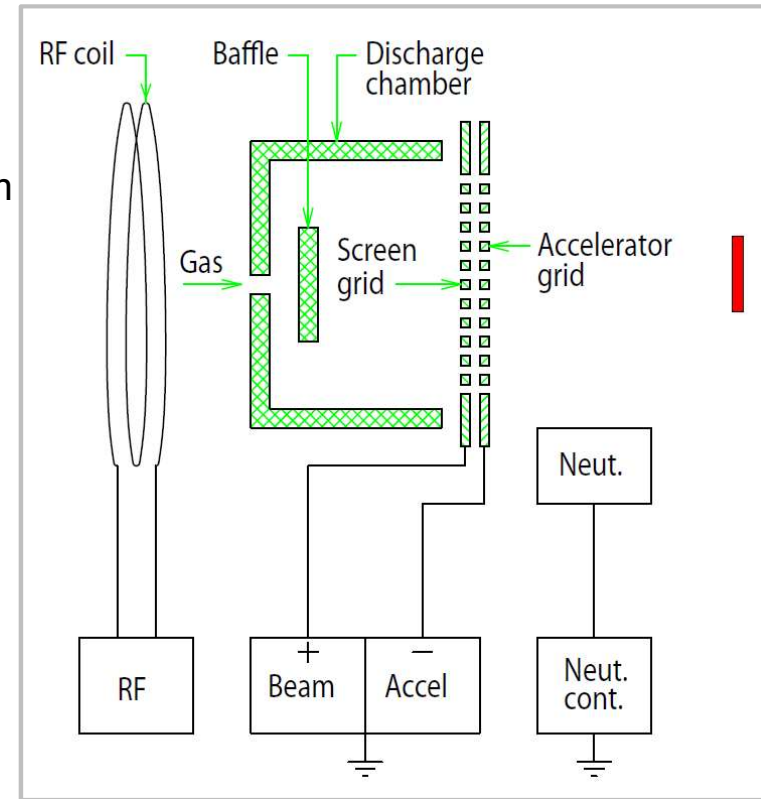 RF coil
Baffle
Discharge
chamber
Gas
Screen
grid
Accelerator
grid
Neut.
RF
+
Beam
−
Accel
Neut.
cont.